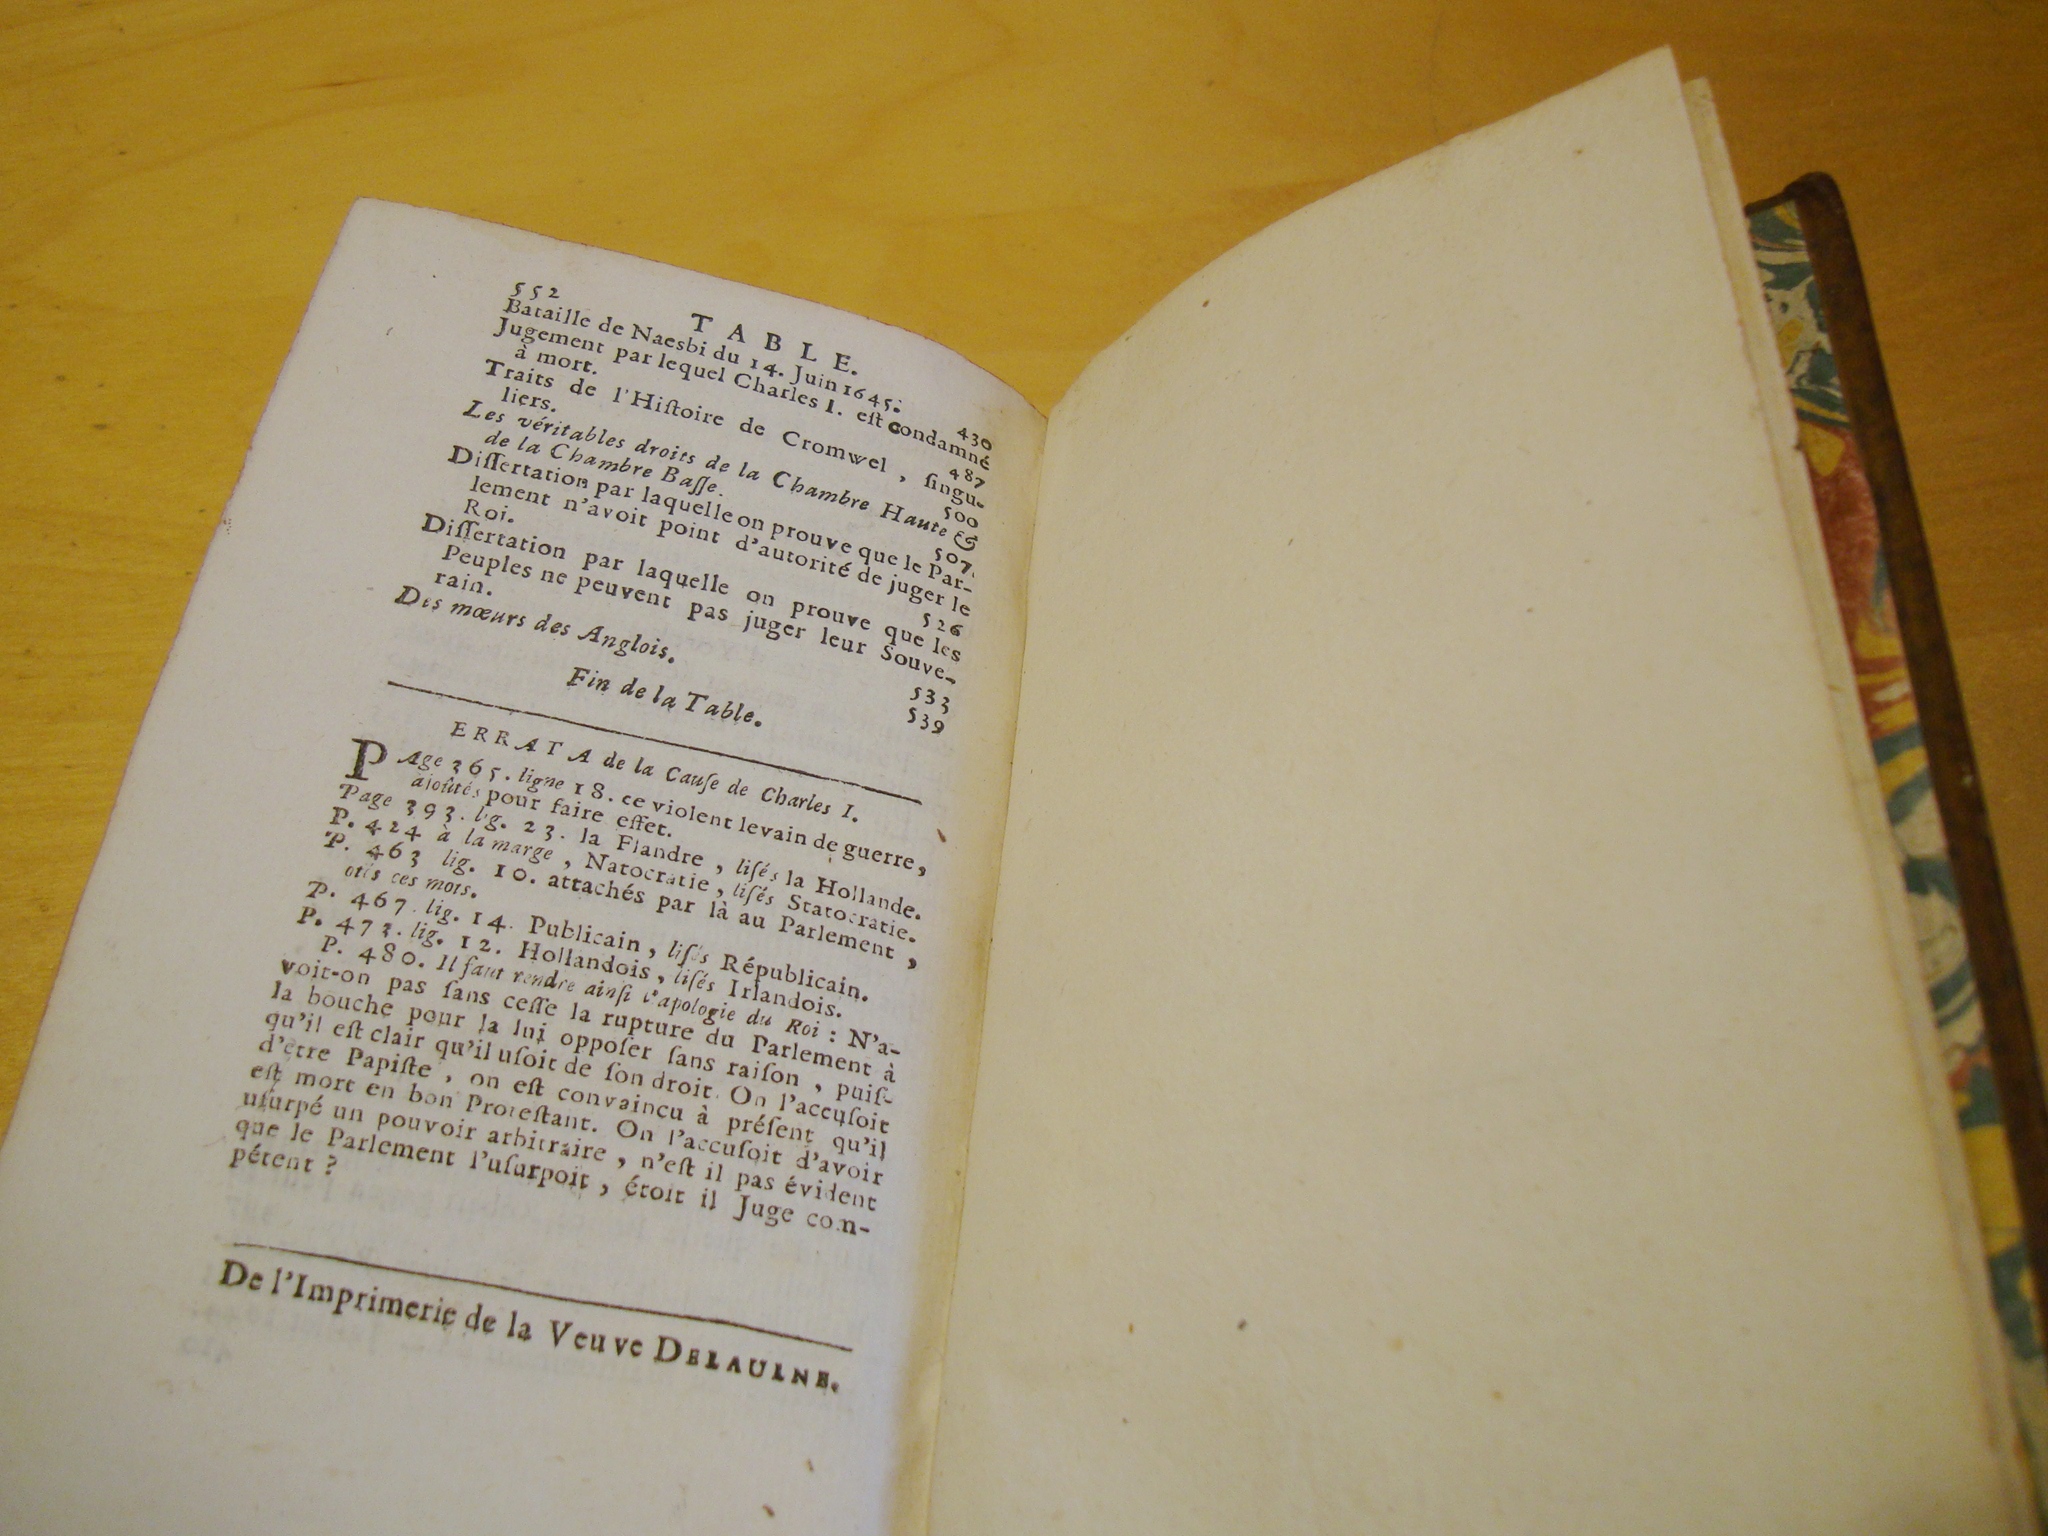 552 TABLE.
Bataille de Naesbi du 14. Juin 1645. 430
Jugement par lequel Charles I. eſt condamné
à mort. 487
Traits de l'Hiſtoire de Cromwel, ſingu-
liers. 500
Les véritables droits de la Chambre Haute &
de la Chambre Baſſe. 507
Diſſertation par laquelle on prouve que le Par-
lement n'avoit point d'autorité de juger le
Roi. 526
Diſſertation par laquelle on prouve que les
Peuples ne peuvent pas juger leur Souve-
rain. 533
Des mœurs des Anglois. 539
Fin de la Table.
ERRATA de la Cauſe de Charles I.
PAge 365. ligne 18. ce violent levain de guerre,
ajoûtés pour faire effet.
Page 393. lig. 23. la Flandre, liſés la Hollande.
P. 424 à la marge, Natocratie, liſés Statocratie.
P. 463 lig. 10. attachés par là au Parlement,
otés ces mots.
P. 467. lig. 14. Publicain, liſés Républicain.
P. 472. lig. 12. Hollandois, liſés Irlandois.
P. 480. Il faut rendre ainſi l'apologie du Roi : N'a-
voit-on pas ſans ceſſe la rupture du Parlement à
la bouche pour la lui oppoſer ſans raiſon, puiſ-
qu'il eſt clair qu'il uſoit de ſon droit. On l'accuſoit
d'être Papiſte, on eſt convaincu à préſent qu'il
eſt mort en bon Proteſtant. On l'accuſoit d'avoir
uſurpé un pouvoir arbitraire, n'eſt il pas évident
que le Parlement l'uſurpoit, étoit il Juge com-
pétent ?
De l'Imprimerie de la Veuve DELAULNE.